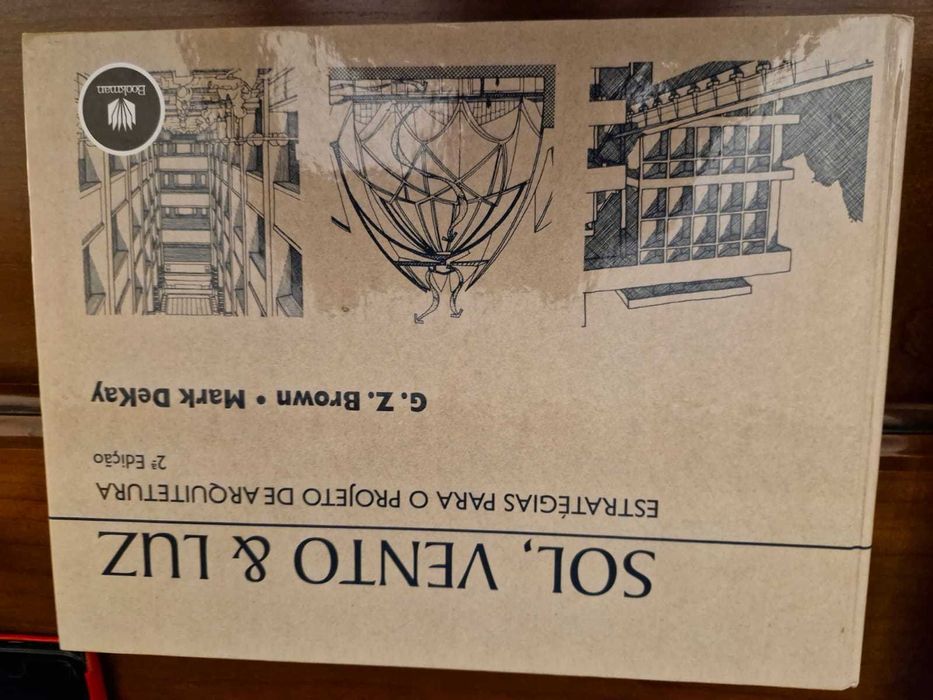 SOL, VENTO & LUZ
ESTRATÉGIAS PARA O PROJETO DE ARQUITETURA
2ª Edição
G. Z. Brown • Mark DeKay
Bookman